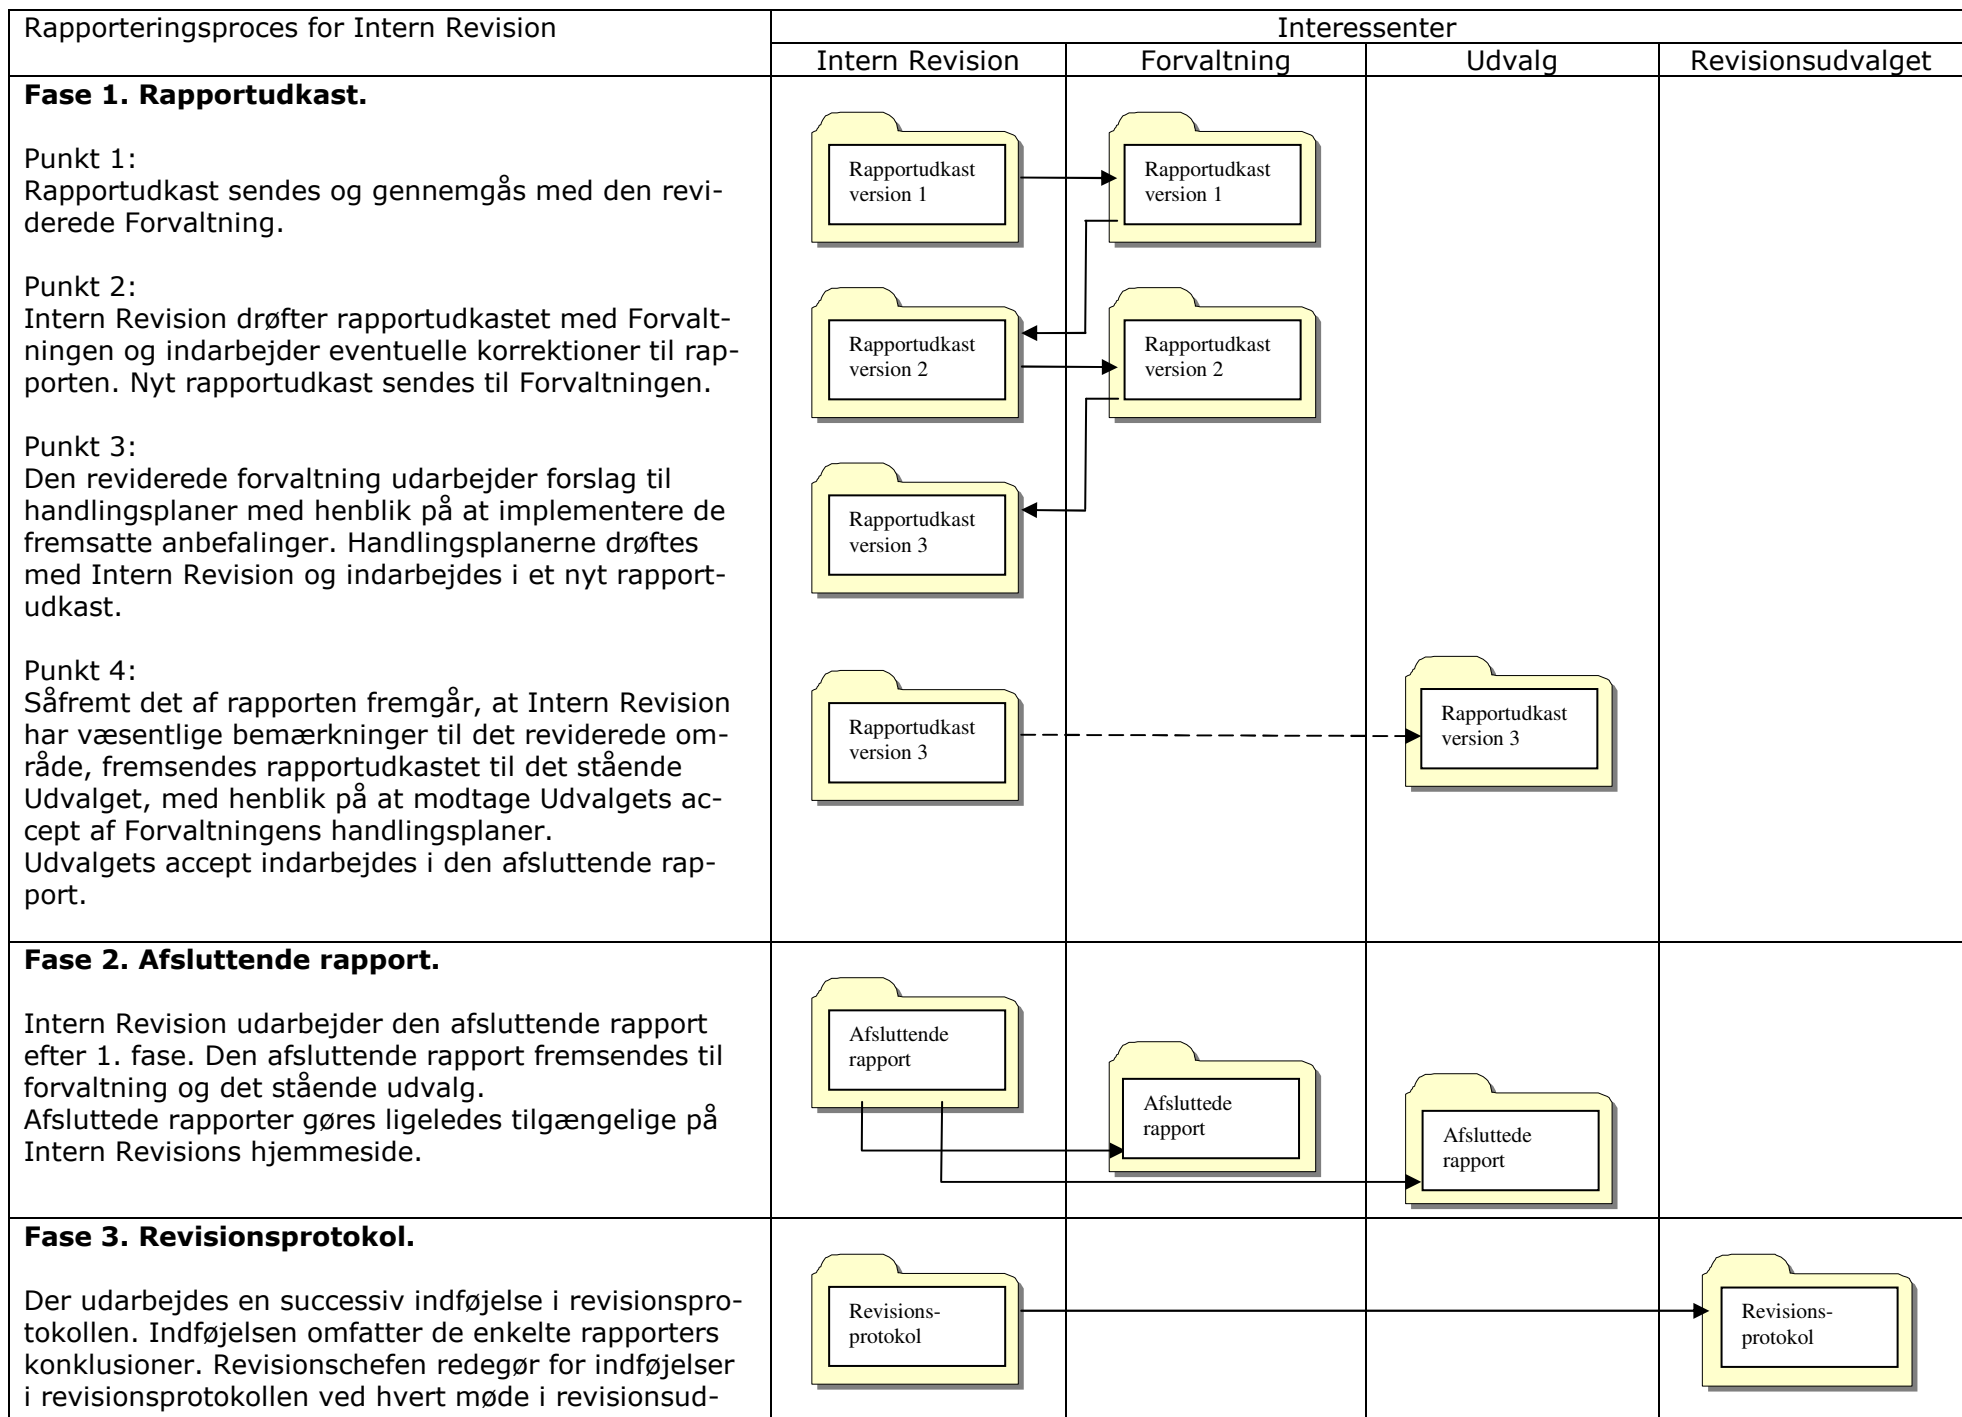 Rapporteringsproces for Intern Revision
Interessenter
Intern Revision
Forvaltning
Udvalg
Revisionsudvalget
Fase 1. Rapportudkast.
Punkt 1:
Rapportudkast sendes og gennemgås med den revi-
derede Forvaltning.
Punkt 2:
Intern Revision drøfter rapportudkastet med Forvalt-
ningen og indarbejder eventuelle korrektioner til rap-
porten. Nyt rapportudkast sendes til Forvaltningen.
Punkt 3:
Den reviderede forvaltning udarbejder forslag til
handlingsplaner med henblik på at implementere de
fremsatte anbefalinger. Handlingsplanerne drøftes
med Intern Revision og indarbejdes i et nyt rapport-
udkast.
Punkt 4:
Såfremt det af rapporten fremgår, at Intern Revision
har væsentlige bemærkninger til det reviderede om-
råde, fremsendes rapportudkastet til det stående
Udvalget, med henblik på at modtage Udvalgets ac-
cept af Forvaltningens handlingsplaner.
Udvalgets accept indarbejdes i den afsluttende rap-
port.
Rapportudkast
version 1
Rapportudkast
version 1
Rapportudkast
version 2
Rapportudkast
version 2
Rapportudkast
version 3
Rapportudkast
version 3
Rapportudkast
version 3
Fase 2. Afsluttende rapport.
Intern Revision udarbejder den afsluttende rapport
efter 1. fase. Den afsluttende rapport fremsendes til
forvaltning og det stående udvalg.
Afsluttede rapporter gøres ligeledes tilgængelige på
Intern Revisions hjemmeside.
Afsluttende
rapport
Afsluttede
rapport
Afsluttede
rapport
Fase 3. Revisionsprotokol.
Der udarbejdes en successiv indføjelse i revisionspro-
tokollen. Indføjelsen omfatter de enkelte rapporters
konklusioner. Revisionschefen redegør for indføjelser
i revisionsprotokollen ved hvert møde i revisionsud-
Revisions-
protokol
Revisions-
protokol